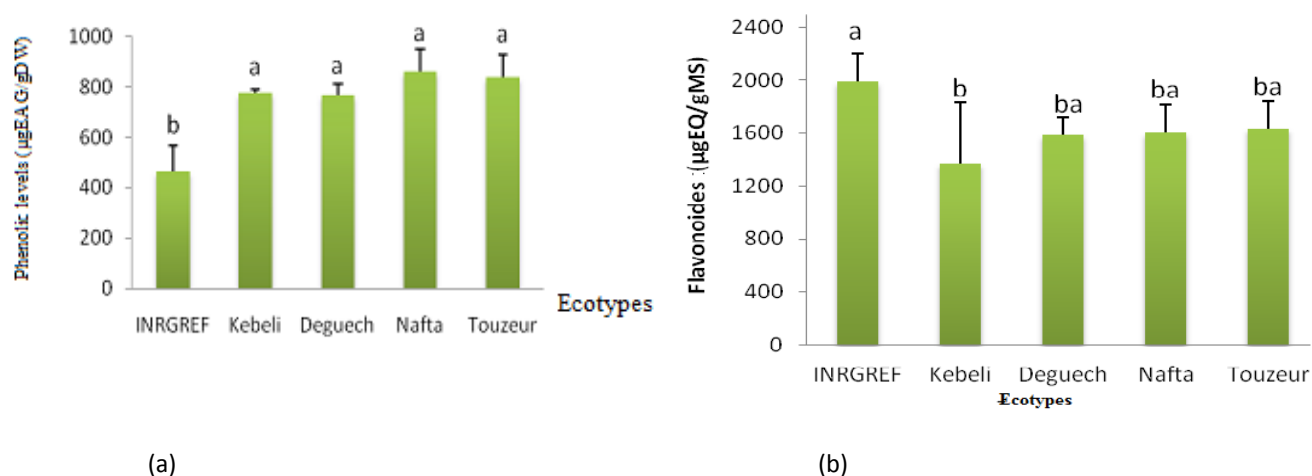 Phenolic levels (µgEAG/gDW)
1000
800
600
400
200
0
b
a
a
a
a
INRGREF Kebeli Deguech Nafta Touzeur
Ecotypes
(a)
Flavonoides :(µgEQ/gMS)
2400
2000
1600
1200
800
400
0
a
b
ba
ba
ba
INRGREF Kebeli Deguech Nafta Touzeur
Ecotypes
(b)